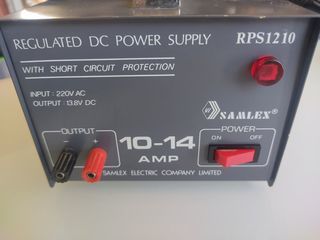 REGULATED DC POWER SUPPLY RPS1210
WITH SHORT CIRCUIT PROTECTION
INPUT : 220V AC
OUTPUT : 13.8V DC
SAMLEX®
OUTPUT
- +
10-14
AMP
POWER
ON OFF
SAMLEX ELECTRIC COMPANY LIMITED